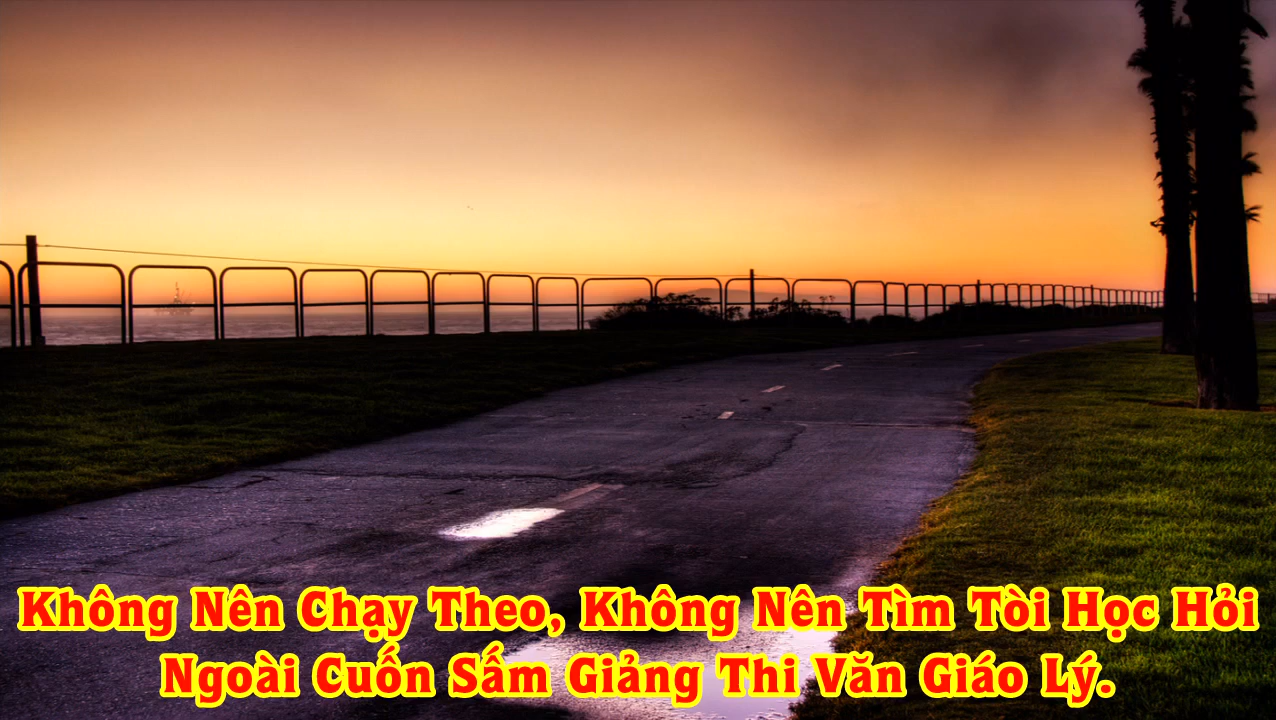 Không Nên Chạy Theo, Không Nên Tìm Tòi Học Hỏi
Ngoài Cuốn Sấm Giảng Thi Văn Giáo Lý.